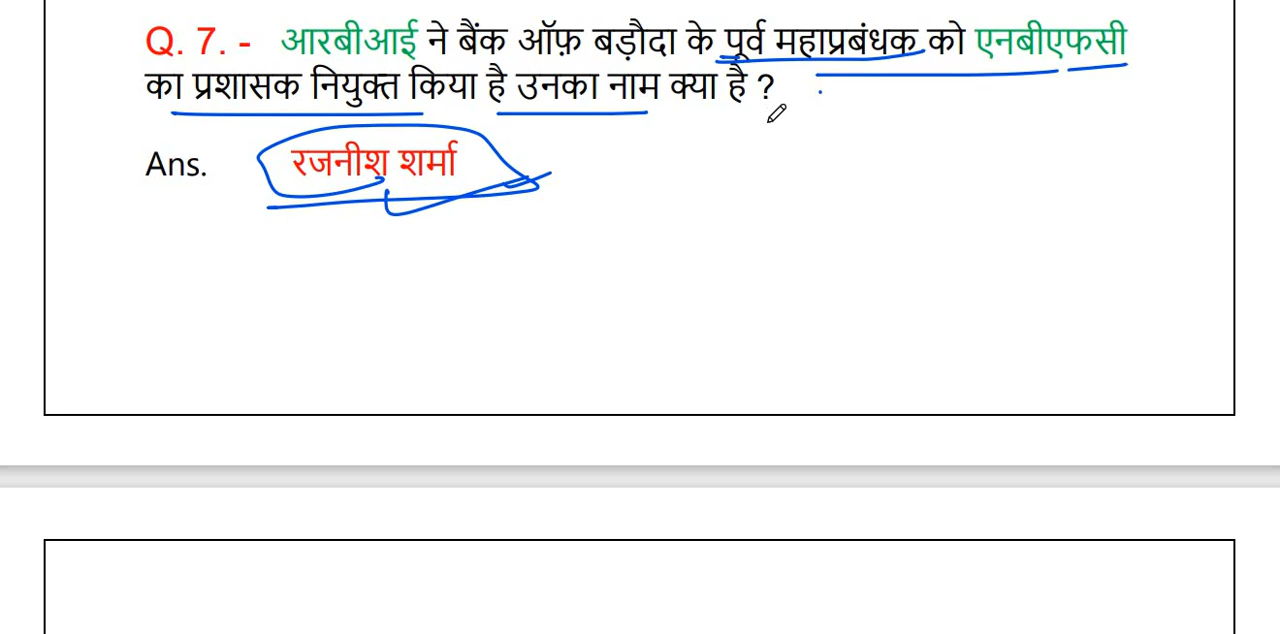 Q. 7. - आरबीआई ने बैंक ऑफ़ बड़ौदा के पूर्व महाप्रबंधक को एनबीएफसी
का प्रशासक नियुक्त किया है उनका नाम क्या है ?
Ans. रजनीश शर्मा